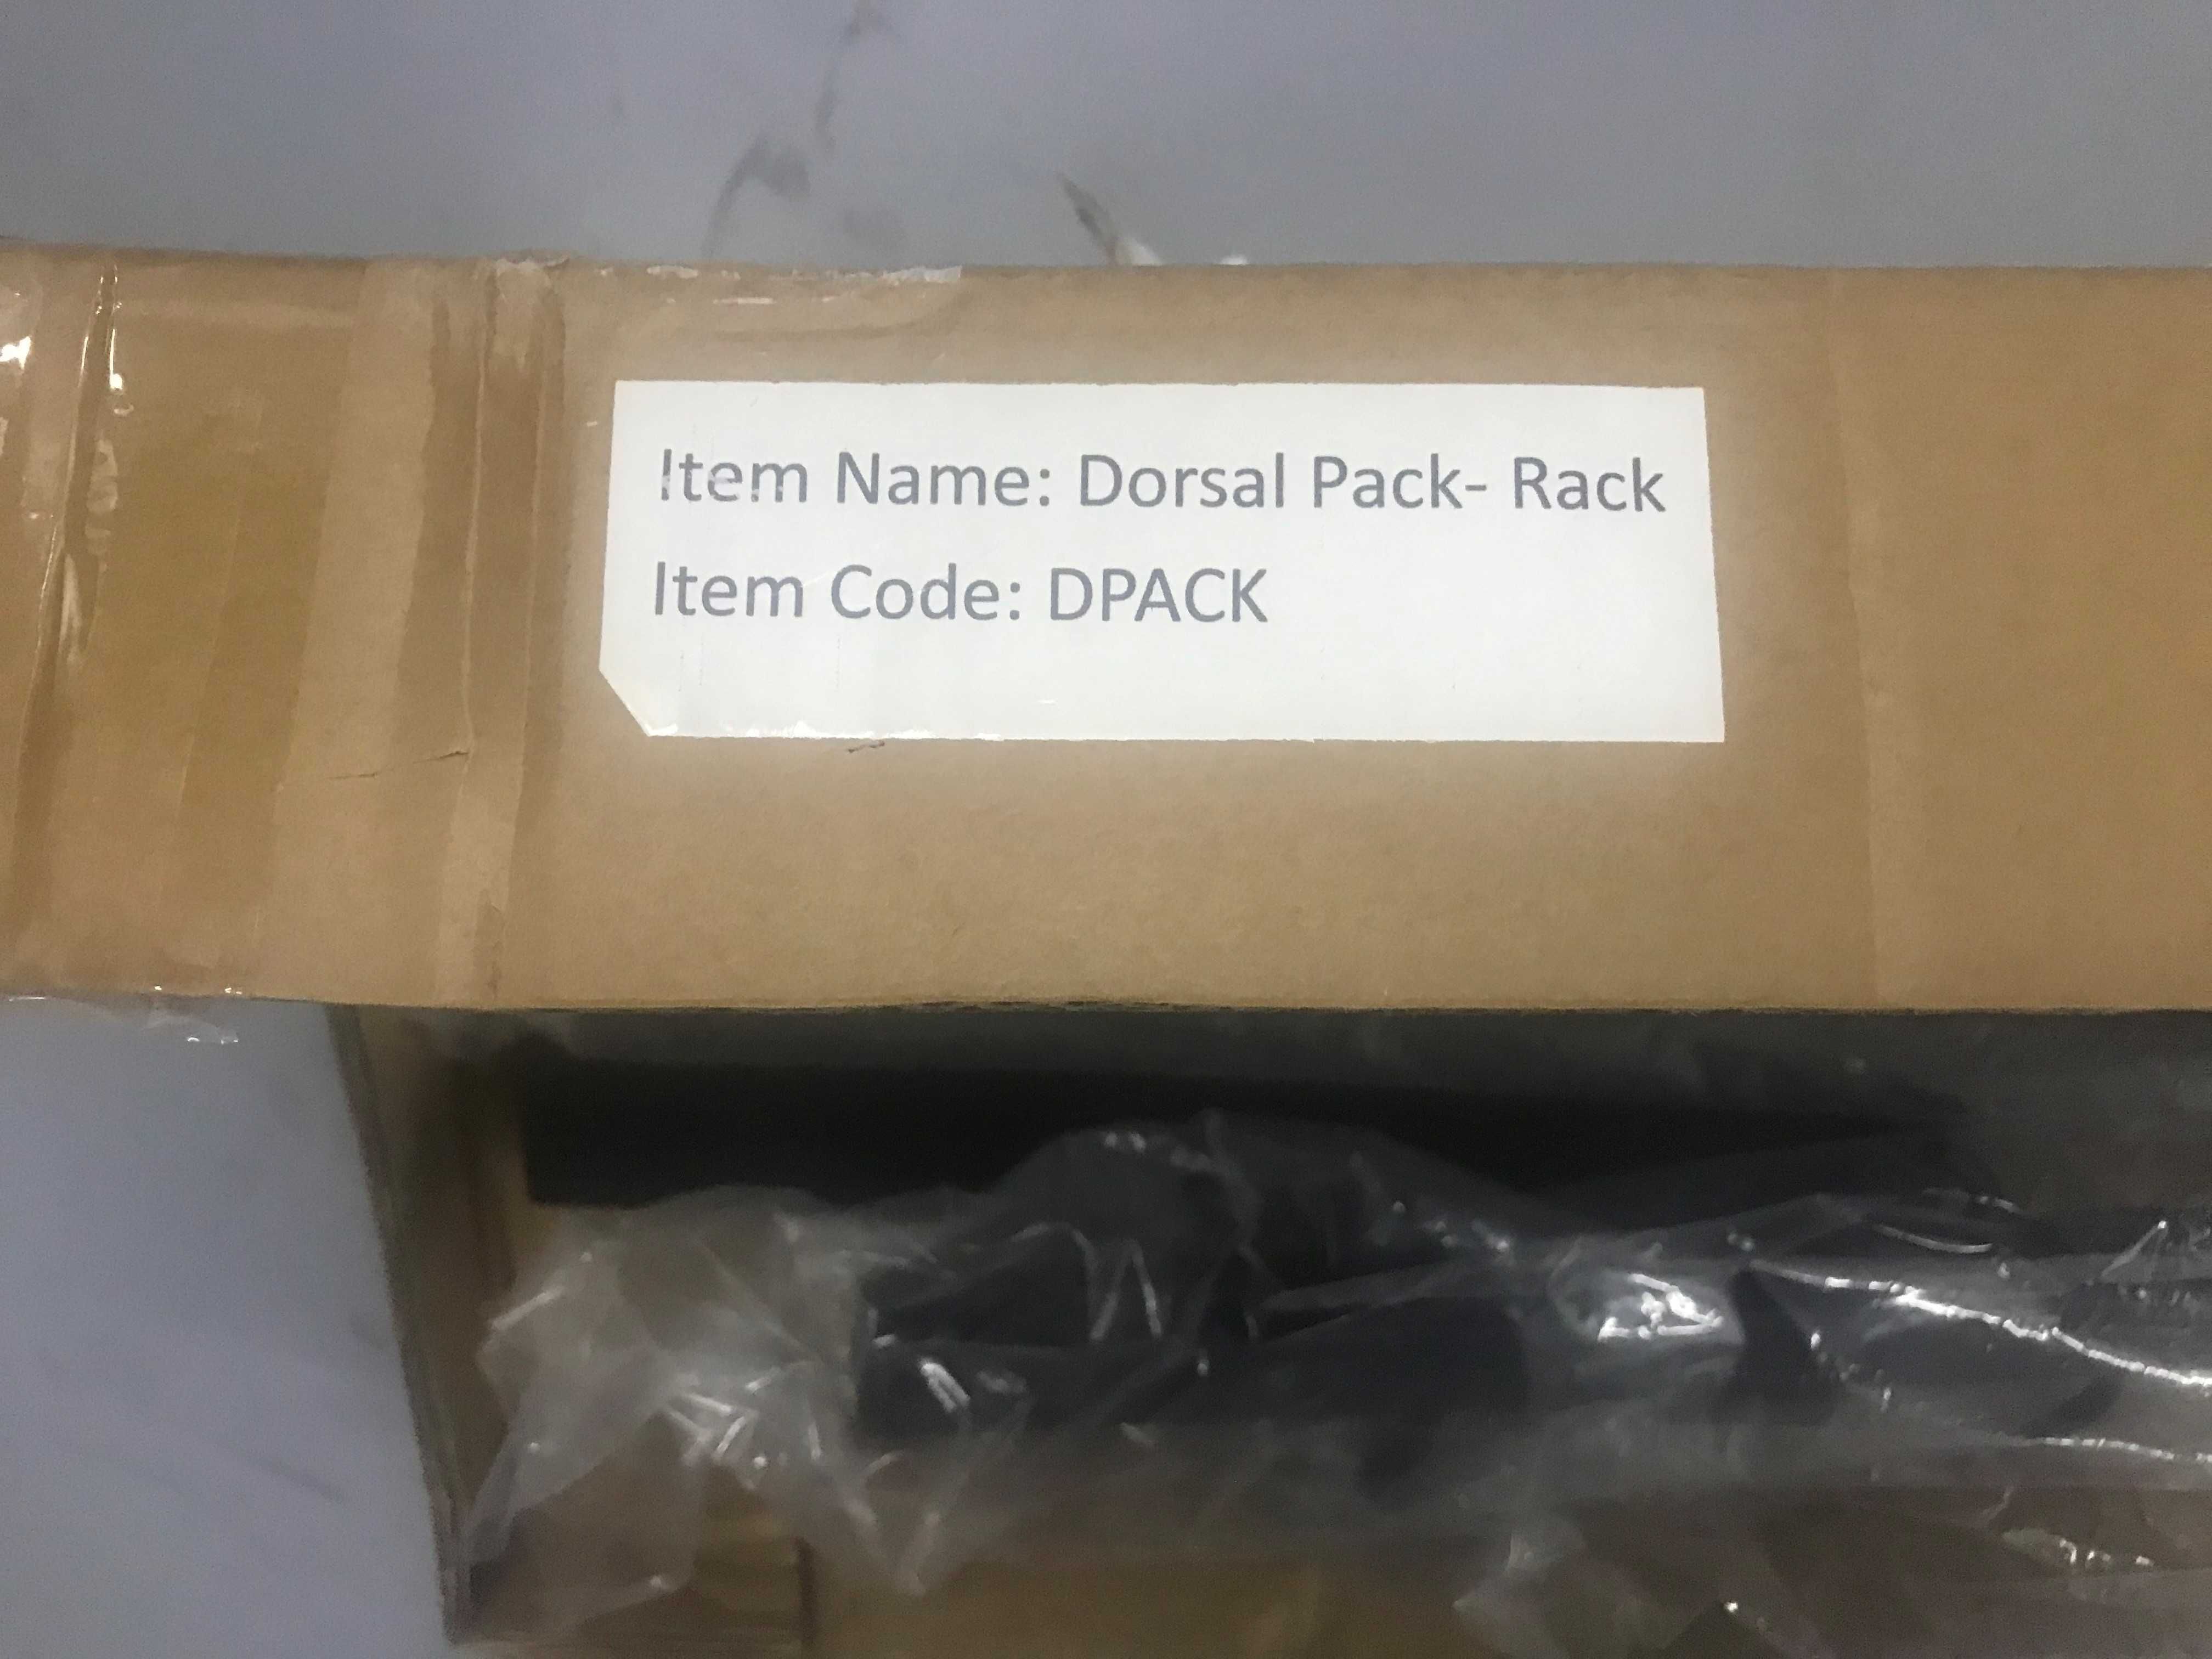 Item Name: Dorsal Pack- Rack
Item Code: DPACK